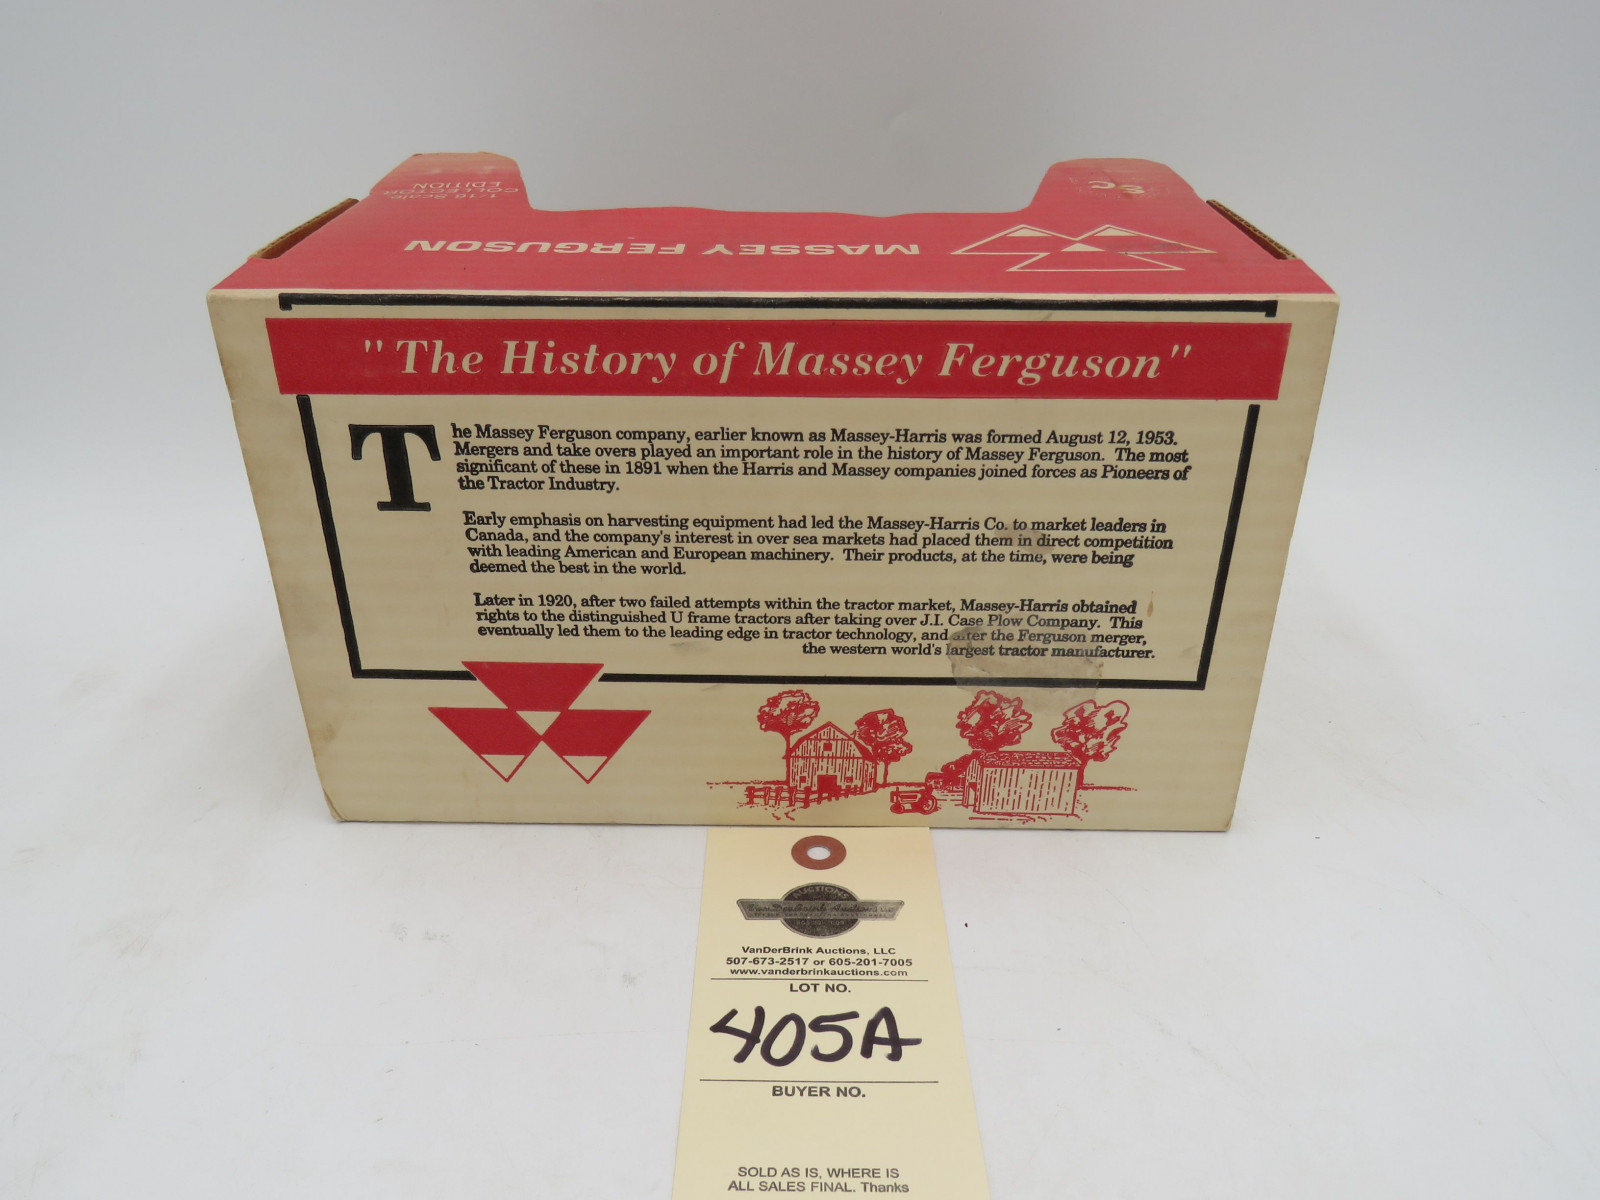 1/16 Scale
COLLECTOR
EDITION
MASSEY FERGUSON
"The History of Massey Ferguson"
The Massey Ferguson company, earlier known as Massey-Harris was formed August 12, 1953.
Mergers and take overs played an important role in the history of Massey Ferguson. The most
significant of these in 1891 when the Harris and Massey companies joined forces as Pioneers of
the Tractor Industry.
Early emphasis on harvesting equipment had led the Massey-Harris Co. to market leaders in
Canada, and the company's interest in over sea markets had placed them in direct competition
with leading American and European machinery. Their products, at the time, were being
deemed the best in the world.
Later in 1920, after two failed attempts within the tractor market, Massey-Harris obtained
rights to the distinguished U frame tractors after taking over J.I. Case Plow Company. This
eventually led them to the leading edge in tractor technology, and after the Ferguson merger,
the western world's largest tractor manufacturer.
AUCTIONS
VanDerBrink Auctions LLC
VanDerBrink Auctions, LLC
507-673-2517 or 605-201-7005
www.vanderbrinkauctions.com
LOT NO.
405A
BUYER NO.
SOLD AS IS, WHERE IS
ALL SALES FINAL. Thanks